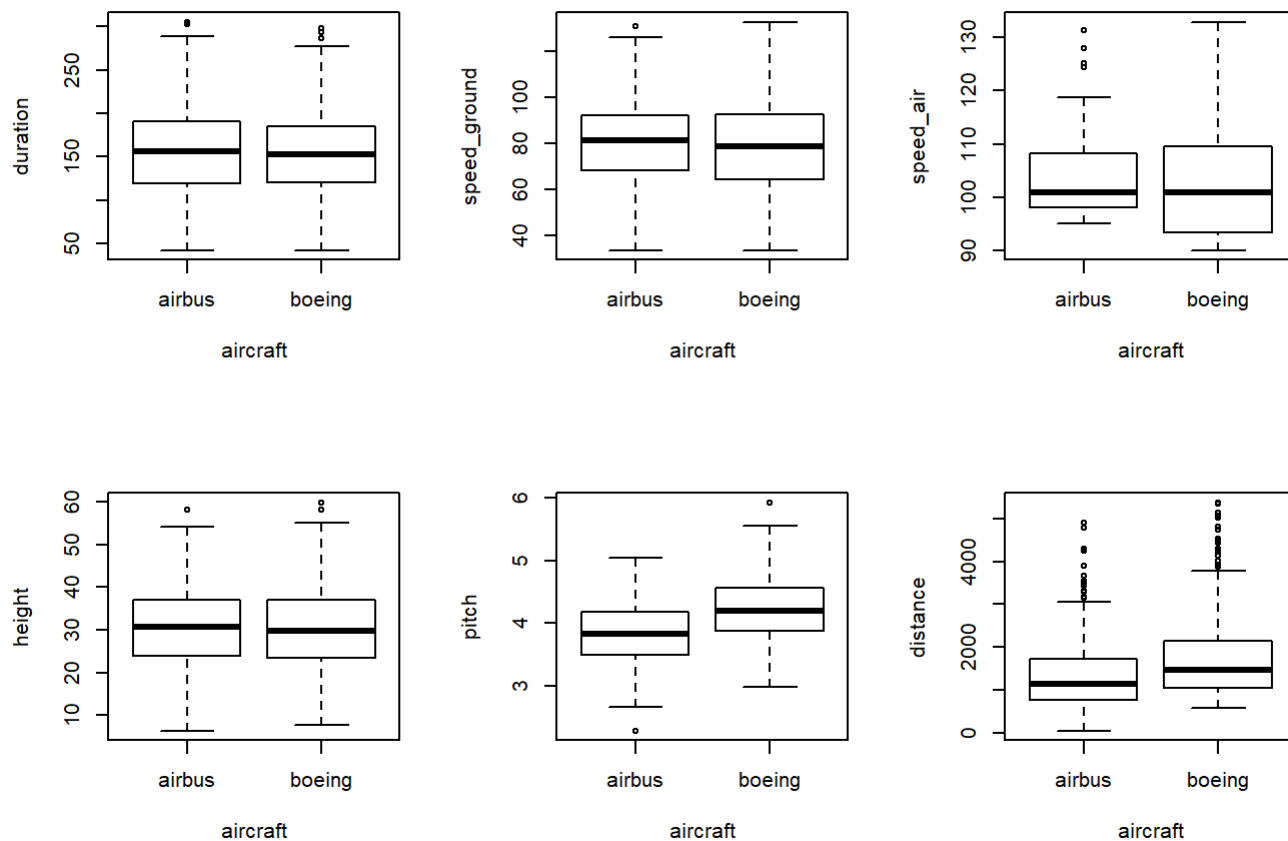 duration
250
150
50
airbus boeing
aircraft
speed_ground
100
80
60
40
airbus boeing
aircraft
speed_air
130
120
110
100
90
airbus boeing
aircraft
height
60
50
40
30
20
10
airbus boeing
aircraft
pitch
6
5
4
3
airbus boeing
aircraft
distance
4000
2000
0
airbus boeing
aircraft